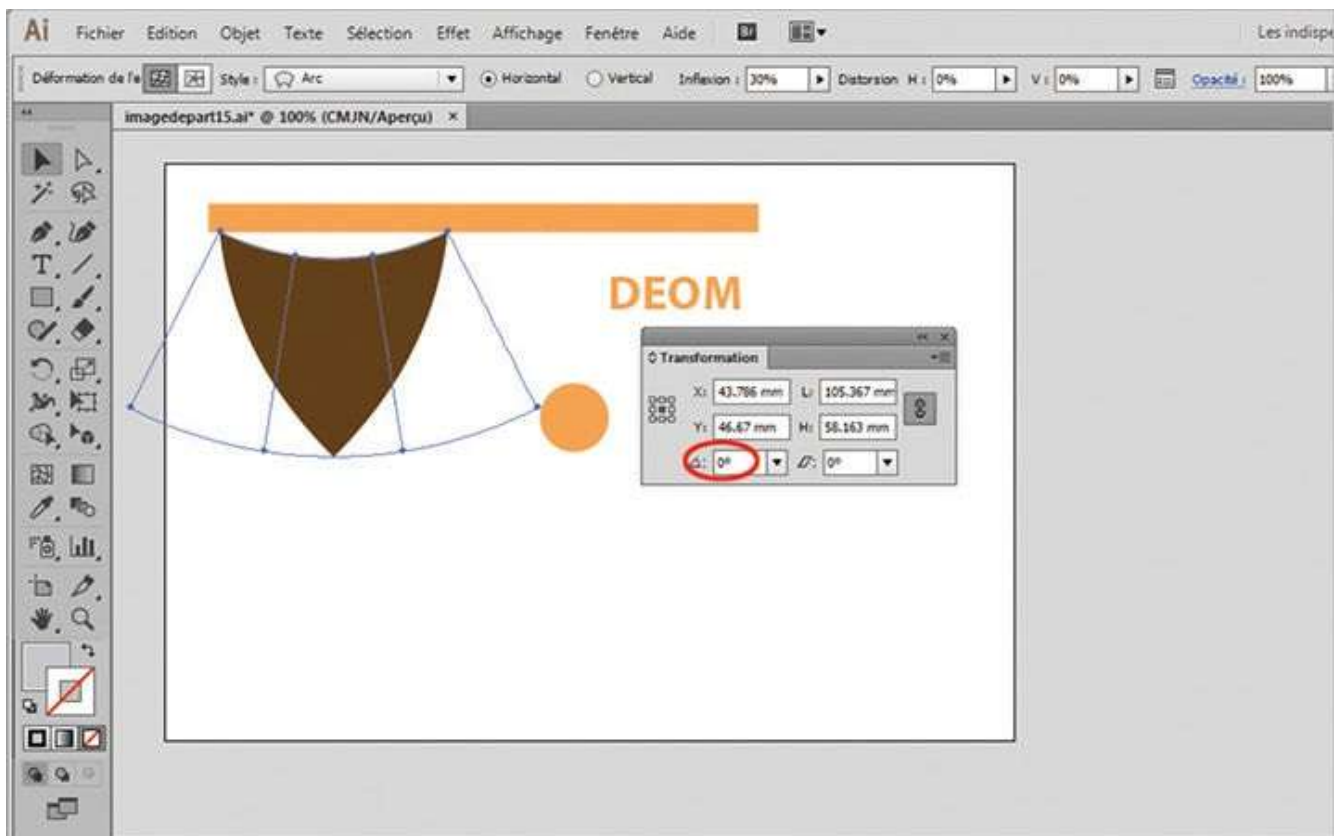 Ai Fichier Edition Objet Texte Sélection Effet Affichage Fenêtre Aide Br Les indispe
Déformation de l'e Style : Arc Horizontal Vertical Inflexion : 30% Distorsion H : 0% V : 0% Opacité : 100%
imagedepart15.ai* @ 100% (CMJN/Aperçu) ×
DEOM
Transformation
X: 43.786 mm L: 105.367 mm
Y: 46.67 mm H: 58.163 mm
0° 0°